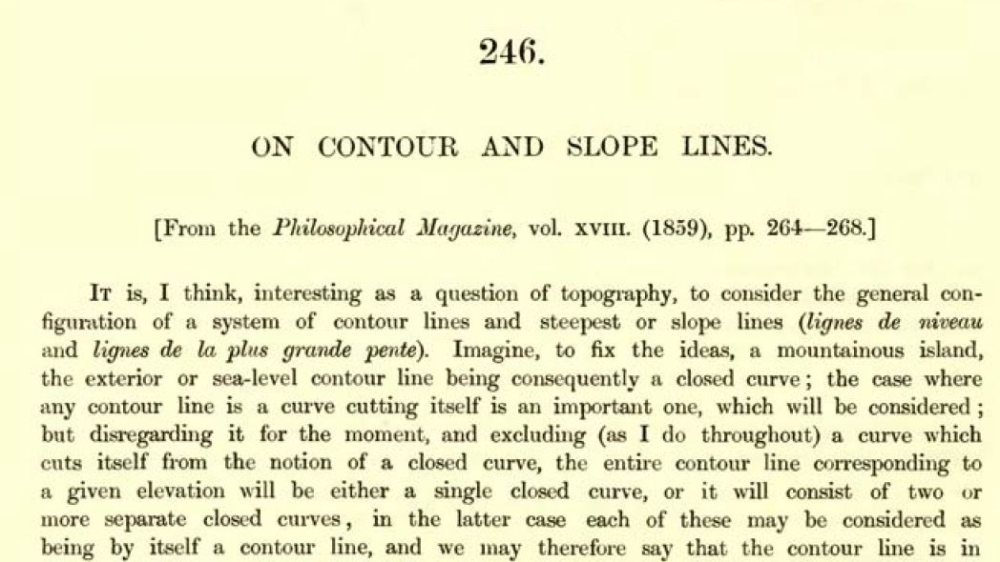 246.
ON CONTOUR AND SLOPE LINES.
[From the Philosophical Magazine, vol. XVIII. (1859), pp. 264—268.]
IT is, I think, interesting as a question of topography, to consider the general con-
figuration of a system of contour lines and steepest or slope lines (lignes de niveau
and lignes de la plus grande pente). Imagine, to fix the ideas, a mountainous island,
the exterior or sea-level contour line being consequently a closed curve; the case where
any contour line is a curve cutting itself is an important one, which will be considered;
but disregarding it for the moment, and excluding (as I do throughout) a curve which
cuts itself from the notion of a closed curve, the entire contour line corresponding to
a given elevation will be either a single closed curve, or it will consist of two or
more separate closed curves, in the latter case each of these may be considered as
being by itself a contour line, and we may therefore say that the contour line is in